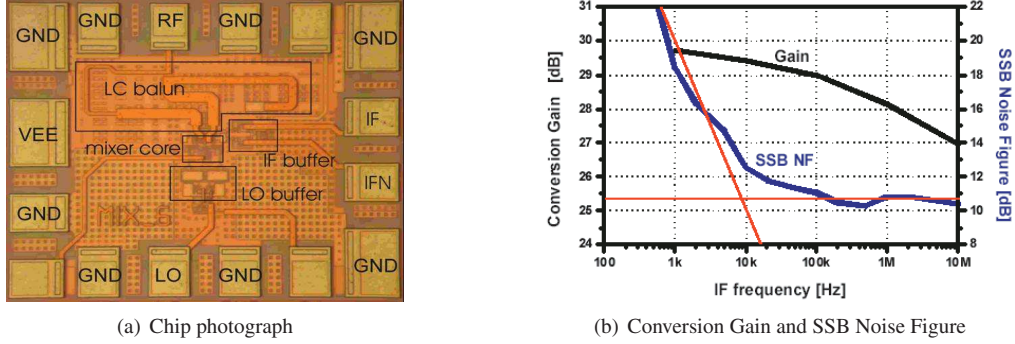 GND
GND
RF
GND
GND
LC balun
VEE
IF
mixer core
IF buffer
IFN
LO buffer
GND
MIX_6
GND
LO
GND
GND
(a) Chip photograph
31
30
29
28
27
26
25
24
Conversion Gain [dB]
22
20
18
16
14
12
10
8
SSB Noise Figure [dB]
Gain
SSB NF
100
1k
10k
100k
1M
10M
IF frequency [Hz]
(b) Conversion Gain and SSB Noise Figure